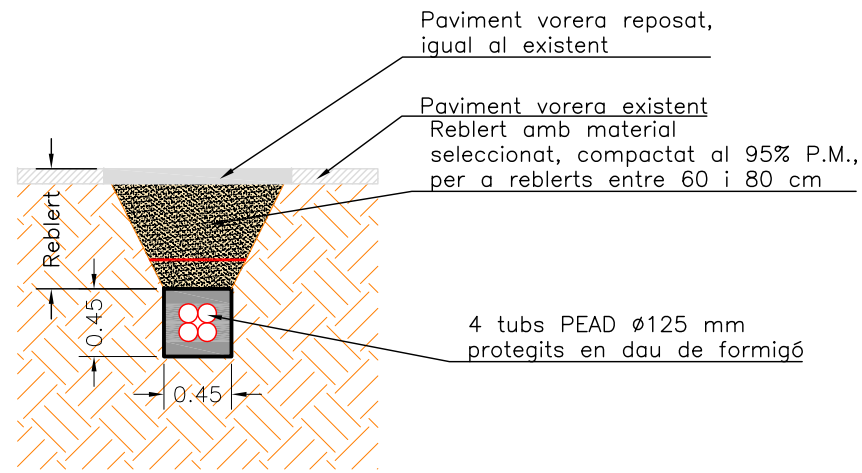 Paviment vorera reposat,
igual al existent
Paviment vorera existent
Reblert amb material
seleccionat, compactat al 95% P.M.,
per a reblerts entre 60 i 80 cm
Reblert
0.45
0.45
4 tubs PEAD ø125 mm
protegits en dau de formigó